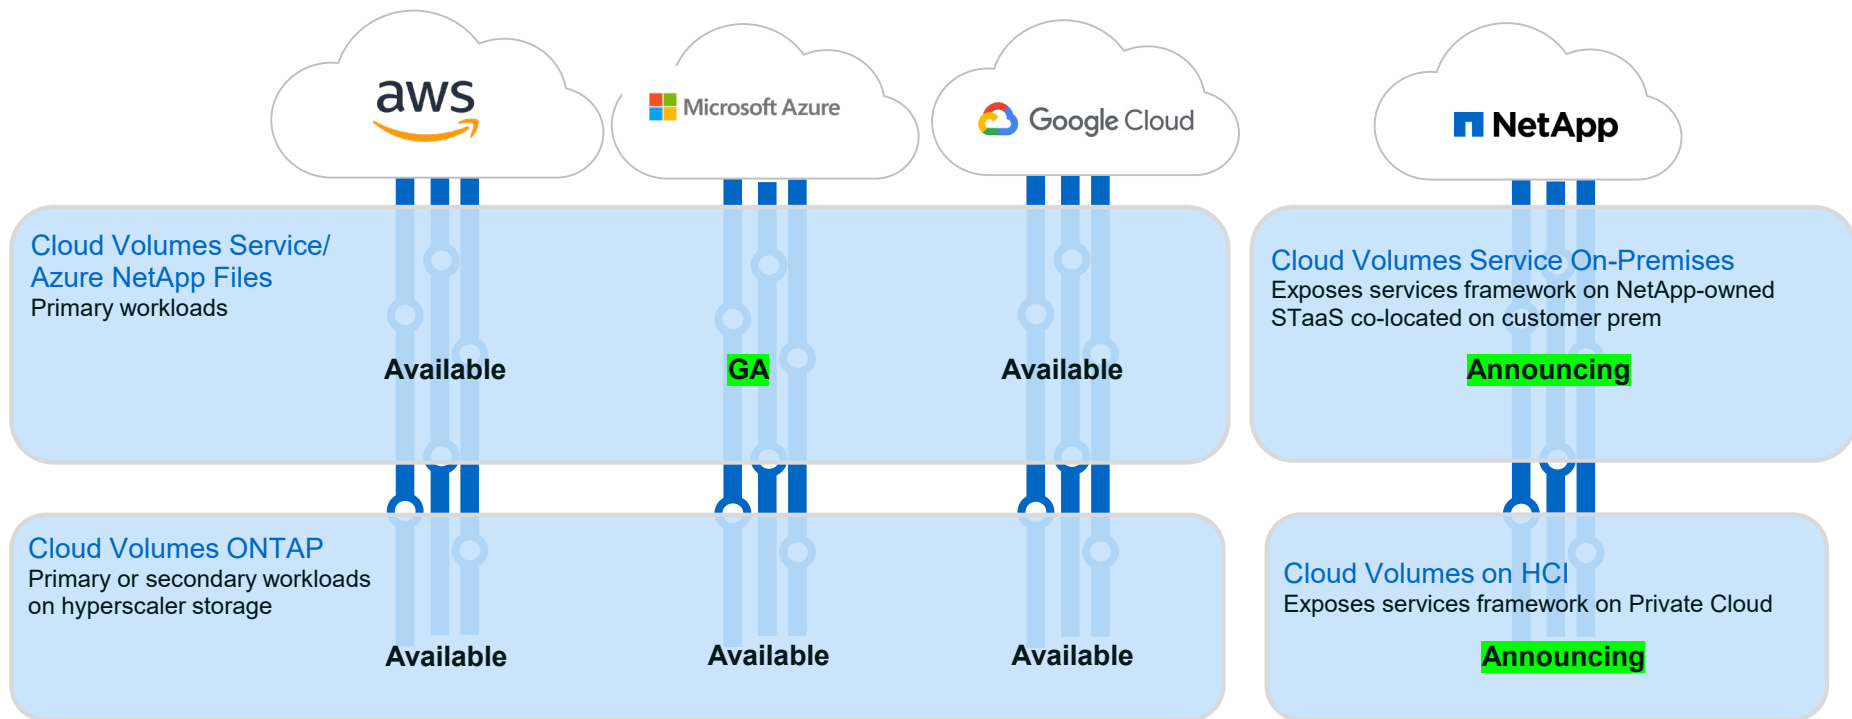 aws
Microsoft Azure
Google Cloud
NetApp
Cloud Volumes Service/
Azure NetApp Files
Primary workloads
Available
GA
Available
Cloud Volumes Service On-Premises
Exposes services framework on NetApp-owned
STaaS co-located on customer prem
Announcing
Cloud Volumes ONTAP
Primary or secondary workloads
on hyperscaler storage
Available
Available
Available
Cloud Volumes on HCI
Exposes services framework on Private Cloud
Announcing